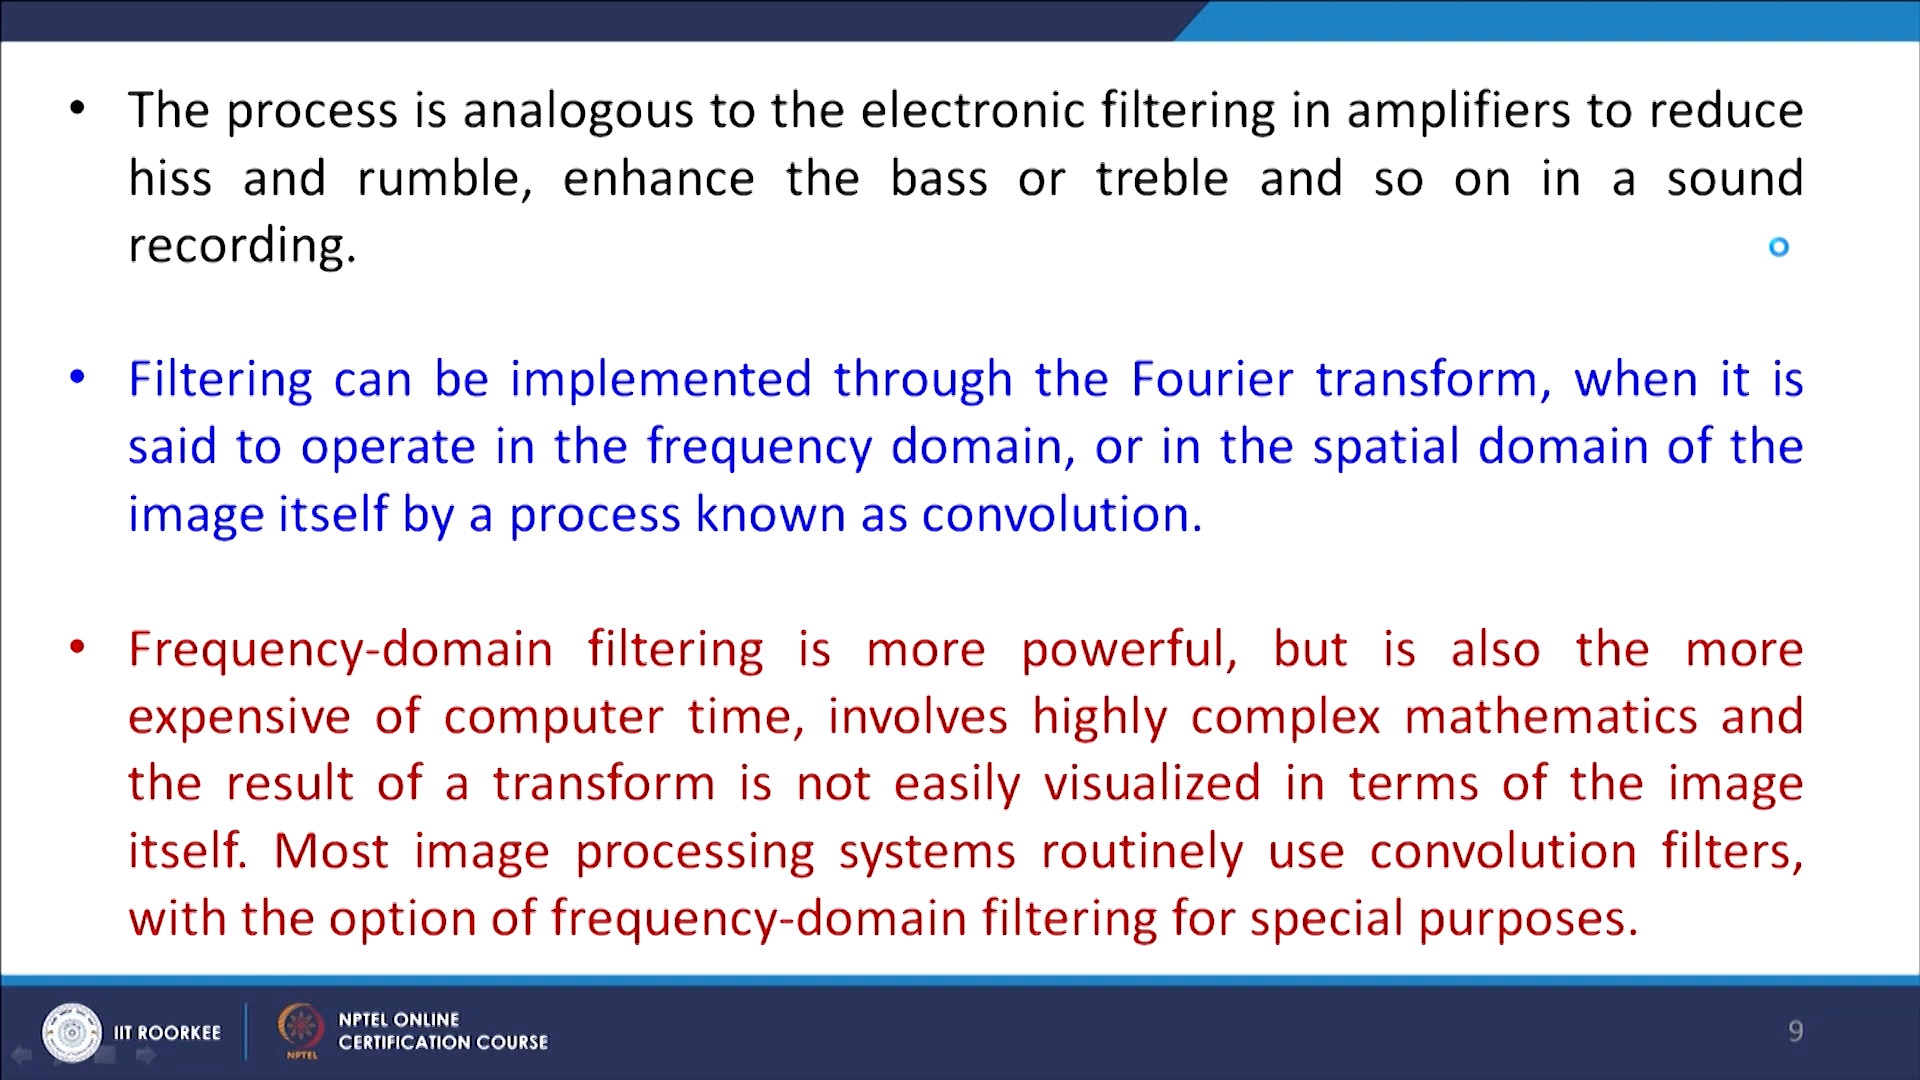 • The process is analogous to the electronic filtering in amplifiers to reduce
hiss and rumble, enhance the bass or treble and so on in a sound
recording.
• Filtering can be implemented through the Fourier transform, when it is
said to operate in the frequency domain, or in the spatial domain of the
image itself by a process known as convolution.
• Frequency-domain filtering is more powerful, but is also the more
expensive of computer time, involves highly complex mathematics and
the result of a transform is not easily visualized in terms of the image
itself. Most image processing systems routinely use convolution filters,
with the option of frequency-domain filtering for special purposes.
IIT ROORKEE
NPTEL
NPTEL ONLINE
CERTIFICATION COURSE
9